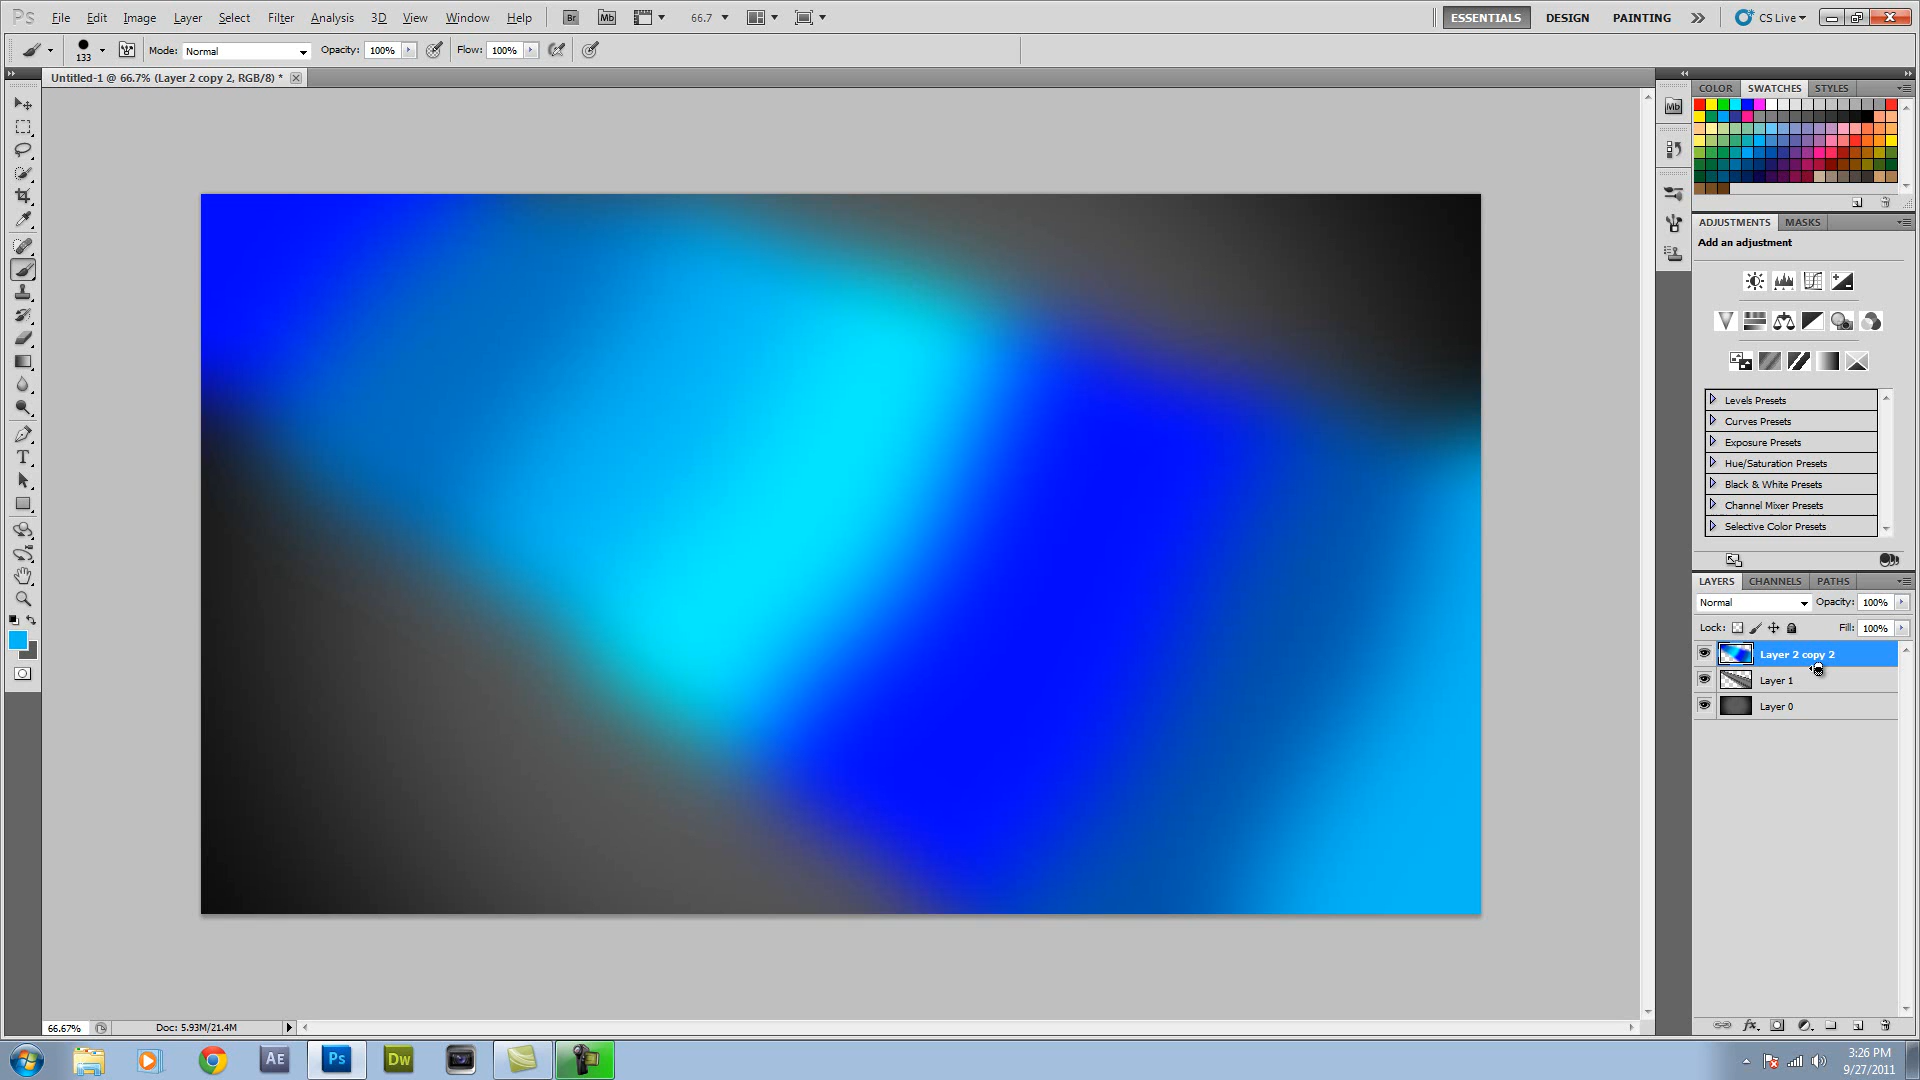 Ps File Edit Image Layer Select Filter Analysis 3D View Window Help Br Mb 66.7 ESSENTIALS DESIGN PAINTING CS Live
133 Mode: Normal Opacity: 100% Flow: 100%
Untitled-1 @ 66.7% (Layer 2 copy 2, RGB/8) *
Mb
COLOR SWATCHES STYLES
ADJUSTMENTS MASKS
Add an adjustment
Levels Presets
Curves Presets
Exposure Presets
Hue/Saturation Presets
Black & White Presets
Channel Mixer Presets
Selective Color Presets
LAYERS CHANNELS PATHS
Normal Opacity: 100%
Lock: Fill: 100%
Layer 2 copy 2
Layer 1
Layer 0
T
66.67% Doc: 5.93M/21.4M
fx
AE Ps Dw
3:26 PM
9/27/2011